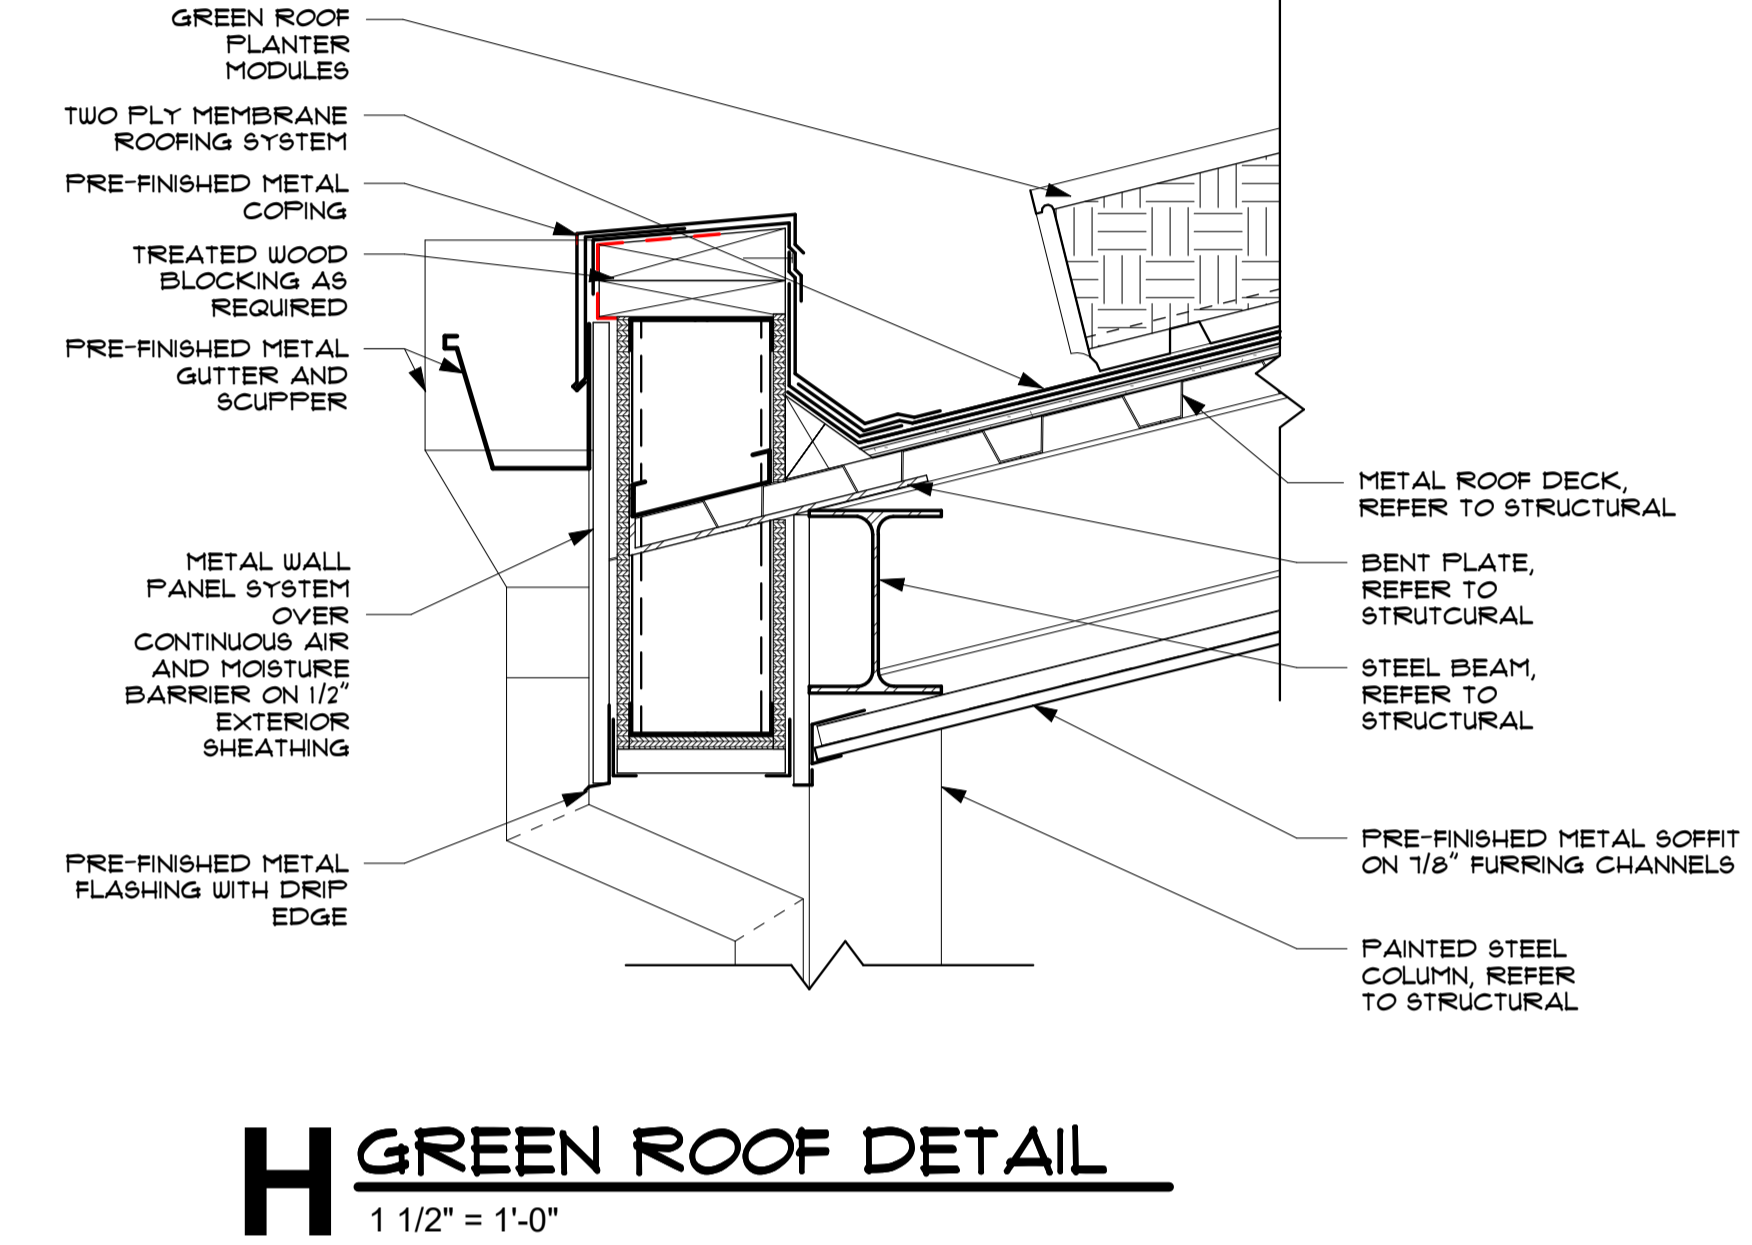 GREEN ROOF
PLANTER
MODULES
TWO PLY MEMBRANE
ROOFING SYSTEM
PRE-FINISHED METAL
COPING
TREATED WOOD
BLOCKING AS
REQUIRED
PRE-FINISHED METAL
GUTTER AND
SCUPPER
METAL WALL
PANEL SYSTEM
OVER
CONTINUOUS AIR
AND MOISTURE
BARRIER ON 1/2"
EXTERIOR
SHEATHING
PRE-FINISHED METAL
FLASHING WITH DRIP
EDGE
METAL ROOF DECK,
REFER TO STRUCTURAL
BENT PLATE,
REFER TO
STRUTCURAL
STEEL BEAM,
REFER TO
STRUCTURAL
PRE-FINISHED METAL SOFFIT
ON 7/8" FURRING CHANNELS
PAINTED STEEL
COLUMN, REFER
TO STRUCTURAL
H GREEN ROOF DETAIL
1 1/2" = 1'-0"